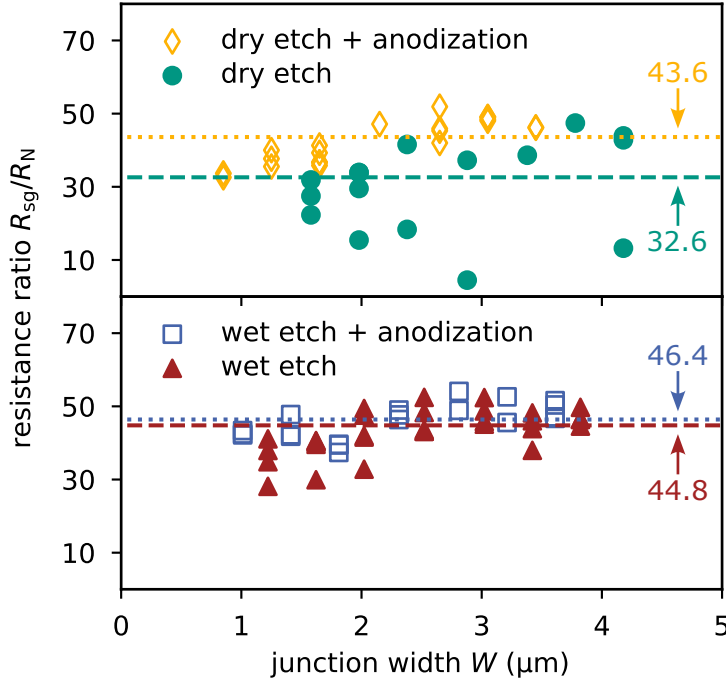 70
50
30
10
dry etch + anodization
dry etch
43.6
32.6
resistance ratio R_sg/R_N
70
50
30
10
wet etch + anodization
wet etch
46.4
44.8
0 1 2 3 4 5
junction width W (µm)